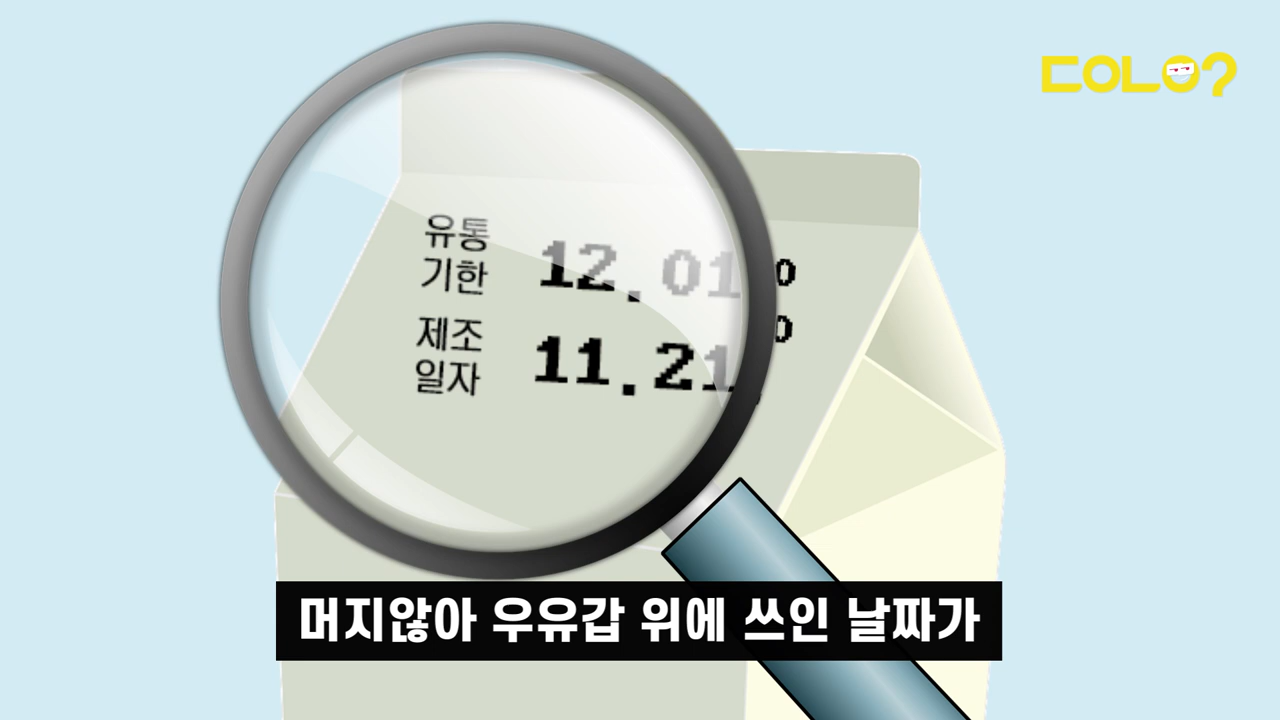 COLO?
유통
기한 12.01
제조
일자 11.21
머지않아 우유갑 위에 쓰인 날짜가